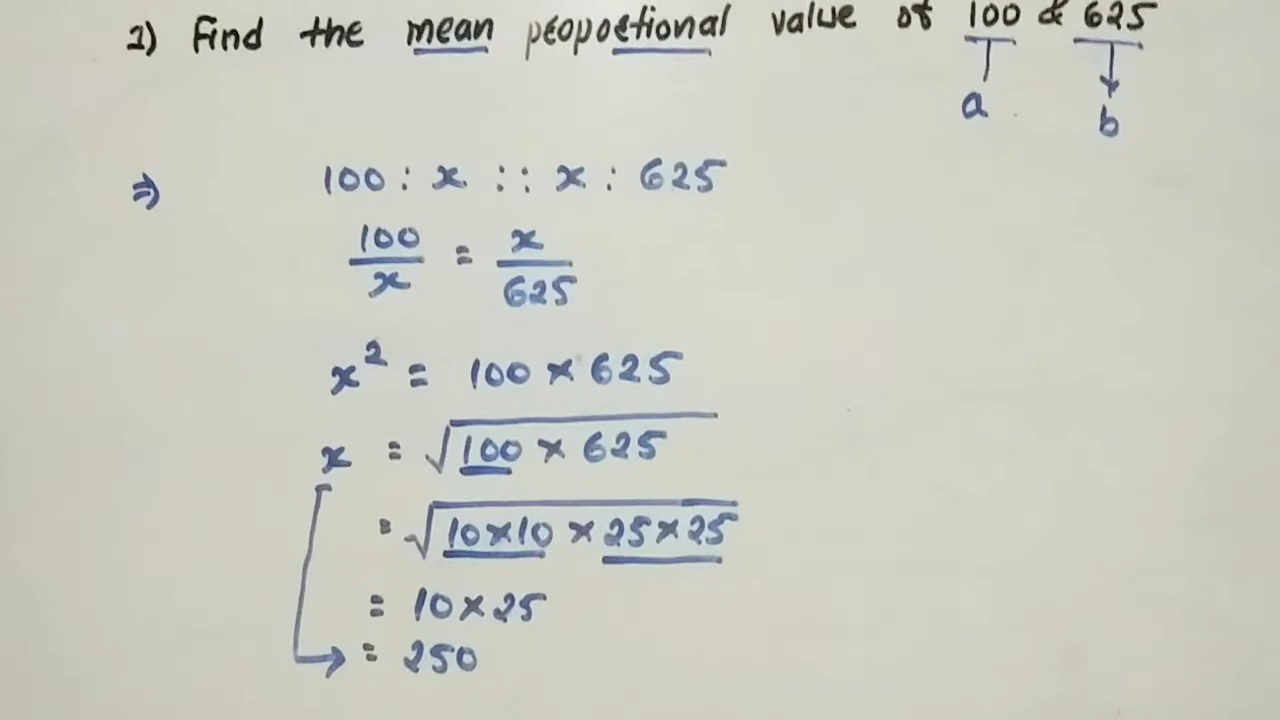 1) Find the mean propotional value of 100 & 625
a b
⇒ 100 : x :: x : 625
100/x = x/625
x² = 100 × 625
x = √100 × 625
= √10×10 × 25×25
= 10 × 25
= 250